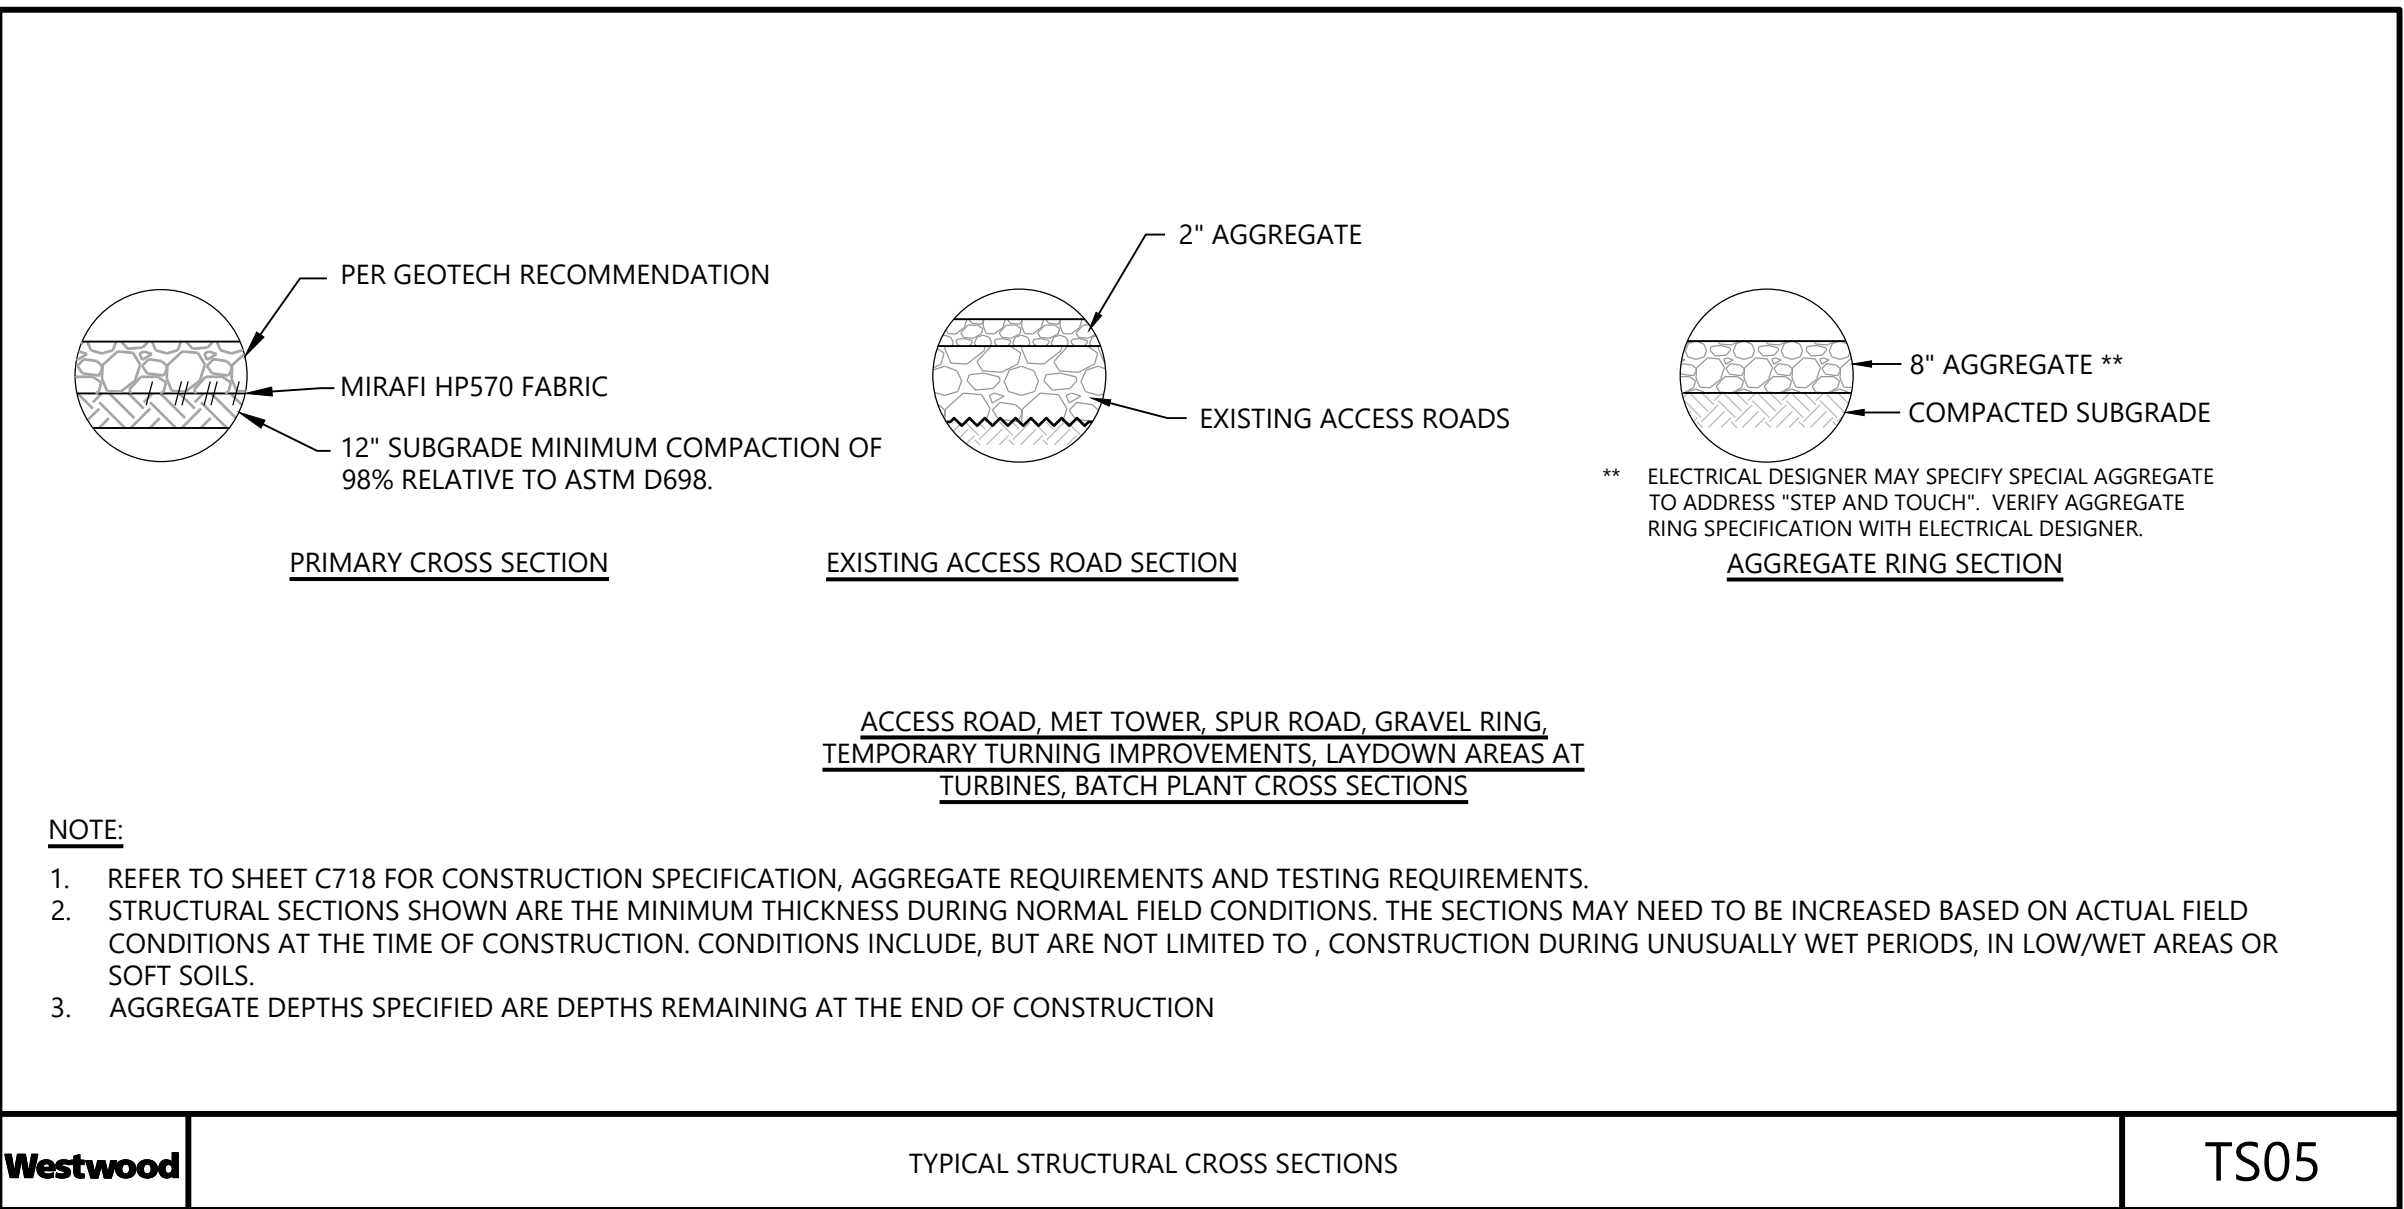 PER GEOTECH RECOMMENDATION
MIRAFI HP570 FABRIC
12" SUBGRADE MINIMUM COMPACTION OF
98% RELATIVE TO ASTM D698.
PRIMARY CROSS SECTION
2" AGGREGATE
EXISTING ACCESS ROADS
EXISTING ACCESS ROAD SECTION
8" AGGREGATE **
COMPACTED SUBGRADE
** ELECTRICAL DESIGNER MAY SPECIFY SPECIAL AGGREGATE
TO ADDRESS "STEP AND TOUCH". VERIFY AGGREGATE
RING SPECIFICATION WITH ELECTRICAL DESIGNER.
AGGREGATE RING SECTION
ACCESS ROAD, MET TOWER, SPUR ROAD, GRAVEL RING,
TEMPORARY TURNING IMPROVEMENTS, LAYDOWN AREAS AT
TURBINES, BATCH PLANT CROSS SECTIONS
NOTE:
1. REFER TO SHEET C718 FOR CONSTRUCTION SPECIFICATION, AGGREGATE REQUIREMENTS AND TESTING REQUIREMENTS.
2. STRUCTURAL SECTIONS SHOWN ARE THE MINIMUM THICKNESS DURING NORMAL FIELD CONDITIONS. THE SECTIONS MAY NEED TO BE INCREASED BASED ON ACTUAL FIELD
CONDITIONS AT THE TIME OF CONSTRUCTION. CONDITIONS INCLUDE, BUT ARE NOT LIMITED TO , CONSTRUCTION DURING UNUSUALLY WET PERIODS, IN LOW/WET AREAS OR
SOFT SOILS.
3. AGGREGATE DEPTHS SPECIFIED ARE DEPTHS REMAINING AT THE END OF CONSTRUCTION
Westwood
TYPICAL STRUCTURAL CROSS SECTIONS
TS05